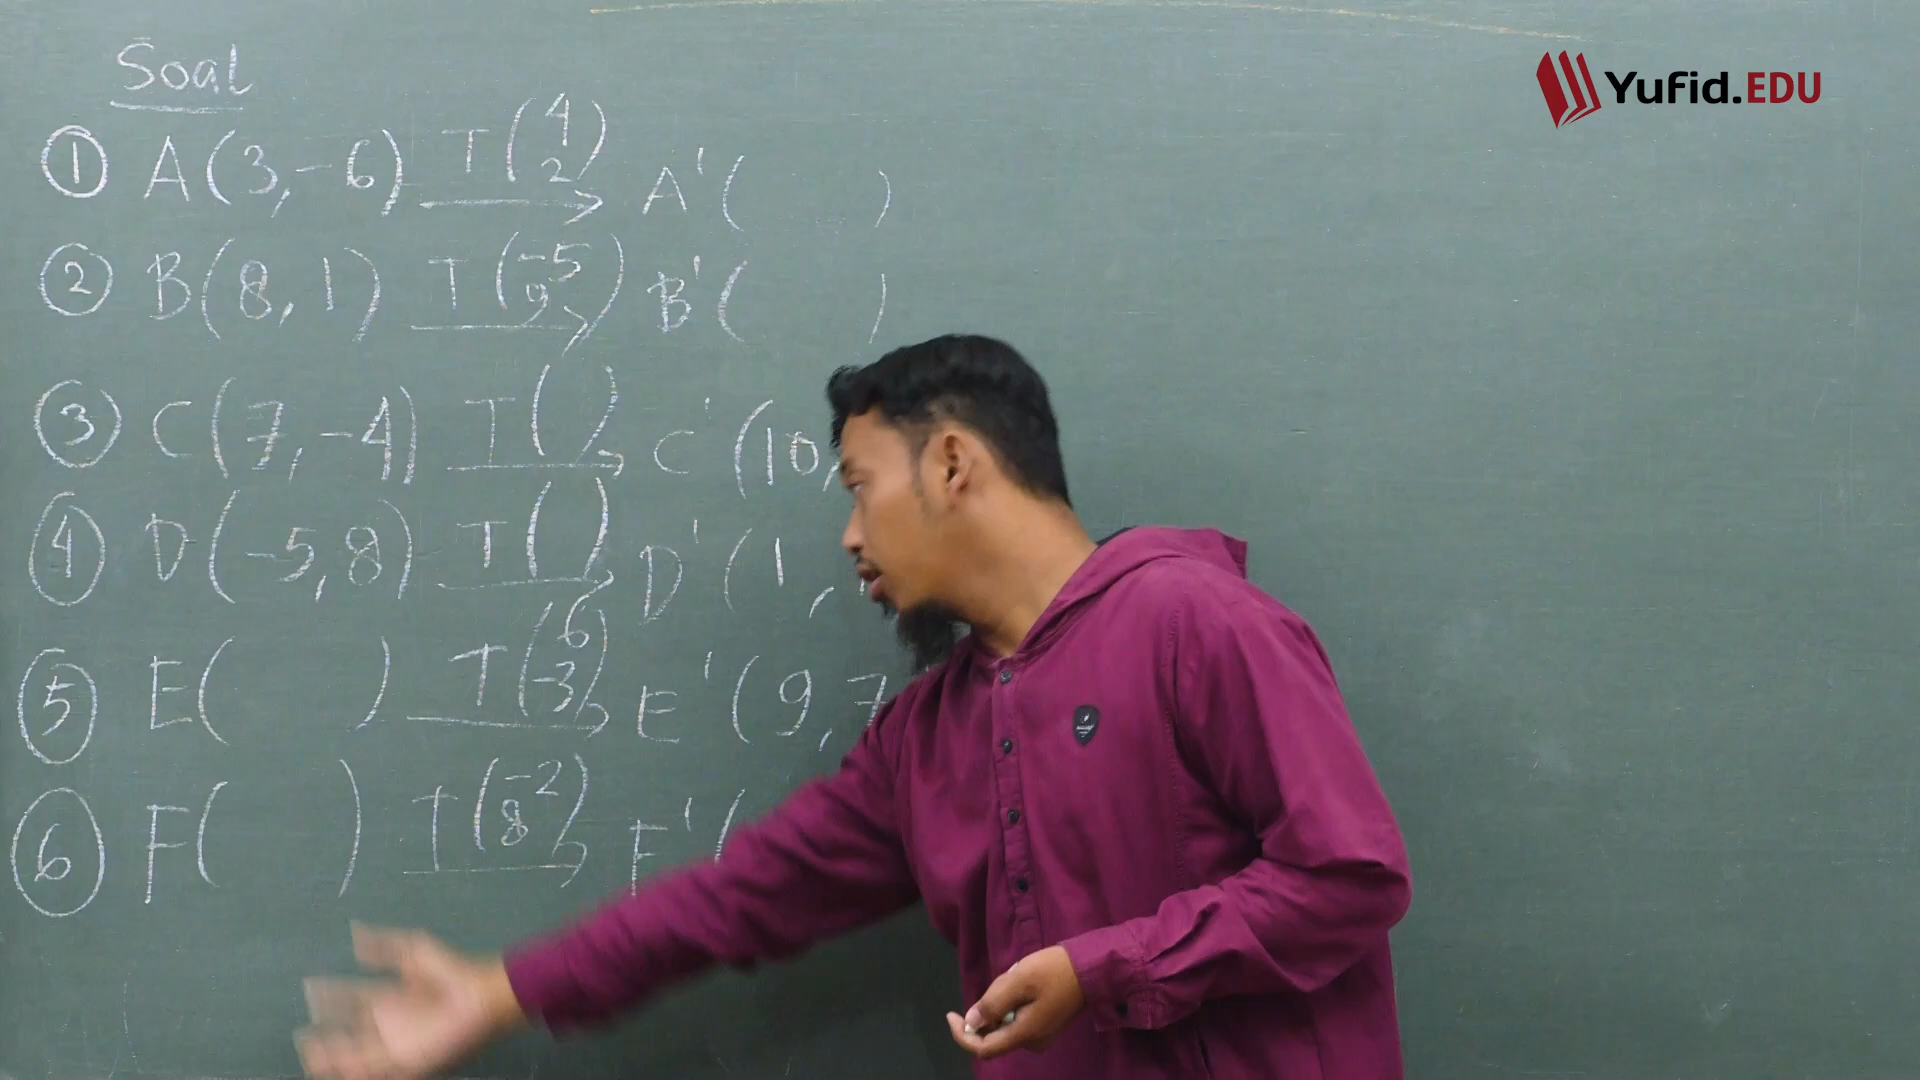 Soal
Yufid.EDU
① A(3,-6) T(4 2) → A'( )
② B(8,1) T(-5 9) → B'( )
③ C(7,-4) T( ) → C'(10,
④ D(-5,8) T( ) → D'(1,
⑤ E( ) T(6 -3) → E'(9,7
⑥ F( ) T(-2 8) → F'(